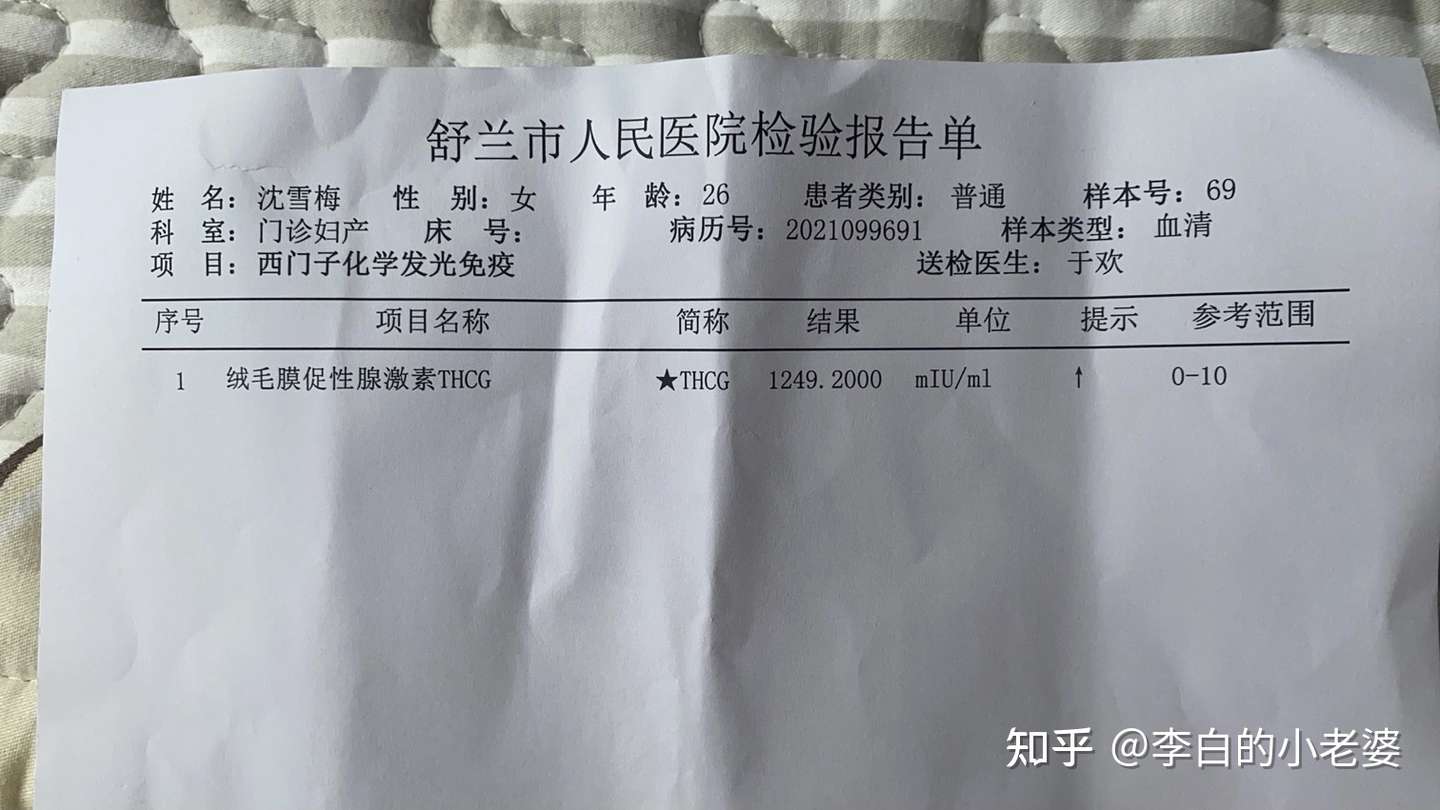 舒兰市人民医院检验报告单
姓 名：沈雪梅 性 别：女 年 龄：26 患者类别：普通 样本号：69
科 室：门诊妇产 床 号： 病历号：2021099691 样本类型：血清
项 目：西门子化学发光免疫 送检医生：于欢
序号 项目名称 简称 结果 单位 提示 参考范围
1 绒毛膜促性腺激素THCG ★THCG 1249.2000 mIU/ml ↑ 0-10
知乎 @李白的小老婆